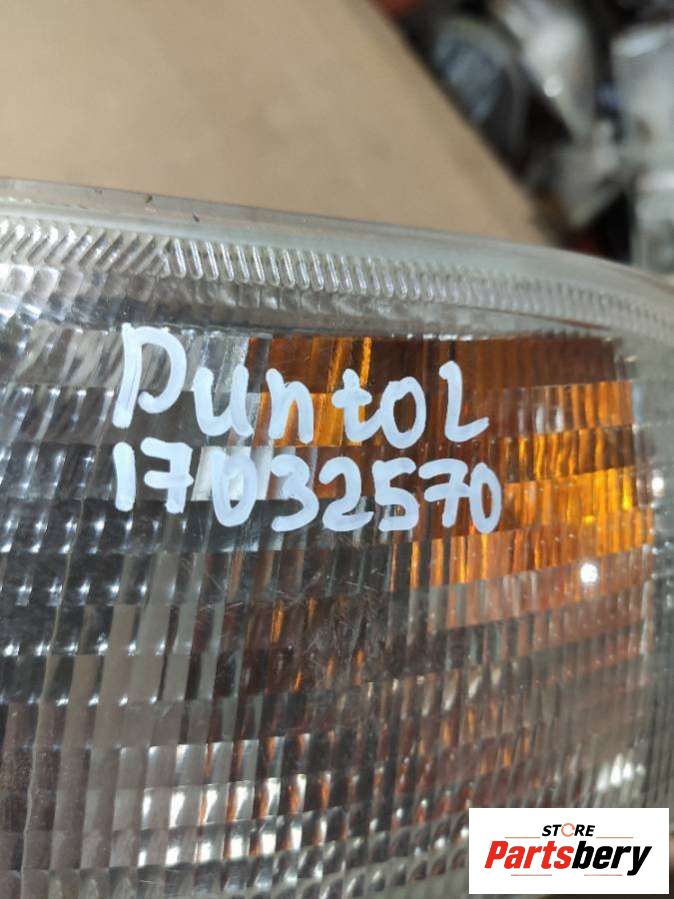 Punto L
17032570
STORE
Partsbery